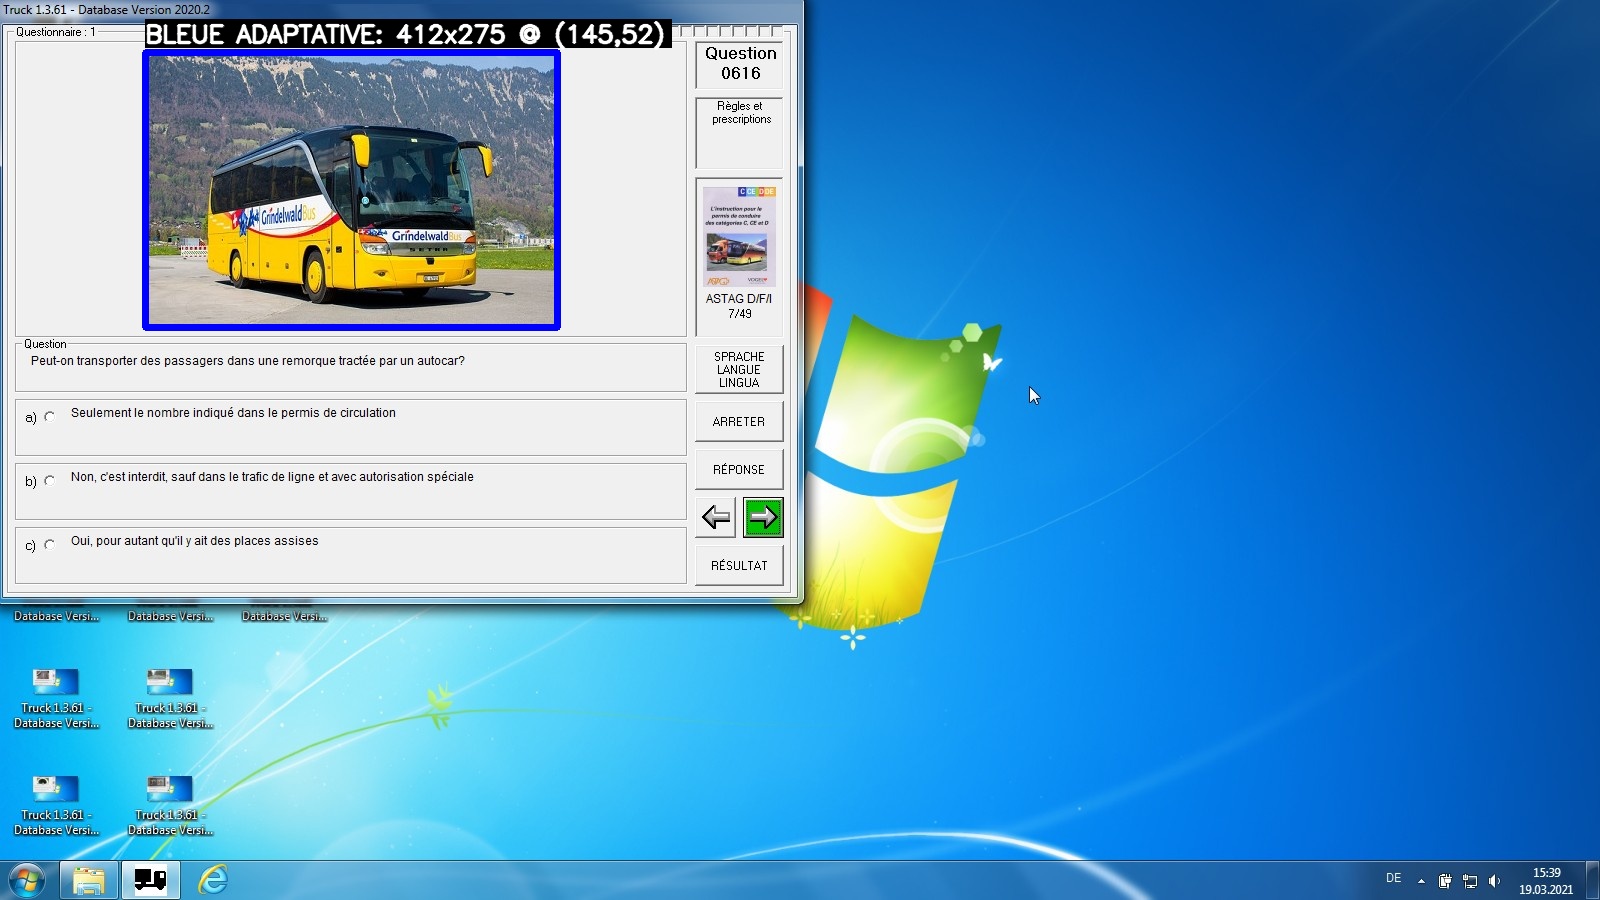 Truck 1.3.61 - Database Version 2020.2
Questionnaire : 1
BLEUE ADAPTATIVE: 412x275 @ (145,52)
GrindelwaldBus
GrindelwaldBus
SETRA
Question
0616
Règles et
prescriptions
C CE D DE
L'instruction pour le
permis de conduire
des catégories C, CE et D
ASTAG D/F/I
7/49
Question
Peut-on transporter des passagers dans une remorque tractée par un autocar?
a) Seulement le nombre indiqué dans le permis de circulation
b) Non, c'est interdit, sauf dans le trafic de ligne et avec autorisation spéciale
c) Oui, pour autant qu'il y ait des places assises
SPRACHE
LANGUE
LINGUA
ARRETER
RÉPONSE
RÉSULTAT
Database Versi...
Database Versi...
Database Versi...
Truck 1.3.61 -
Database Versi...
Truck 1.3.61 -
Database Versi...
Truck 1.3.61 -
Database Versi...
Truck 1.3.61 -
Database Versi...
DE
15:39
19.03.2021